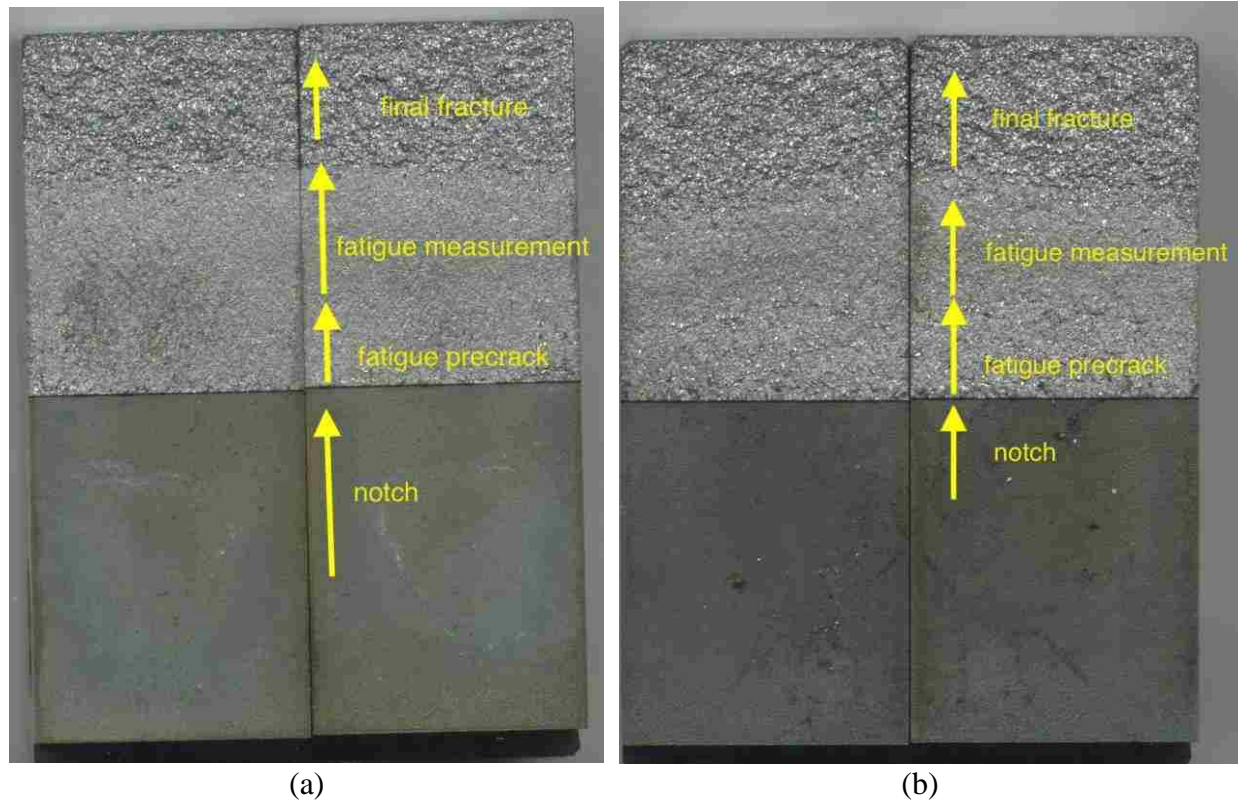 final fracture
fatigue measurement
fatigue precrack
notch
final fracture
fatigue measurement
fatigue precrack
notch
(a)
(b)